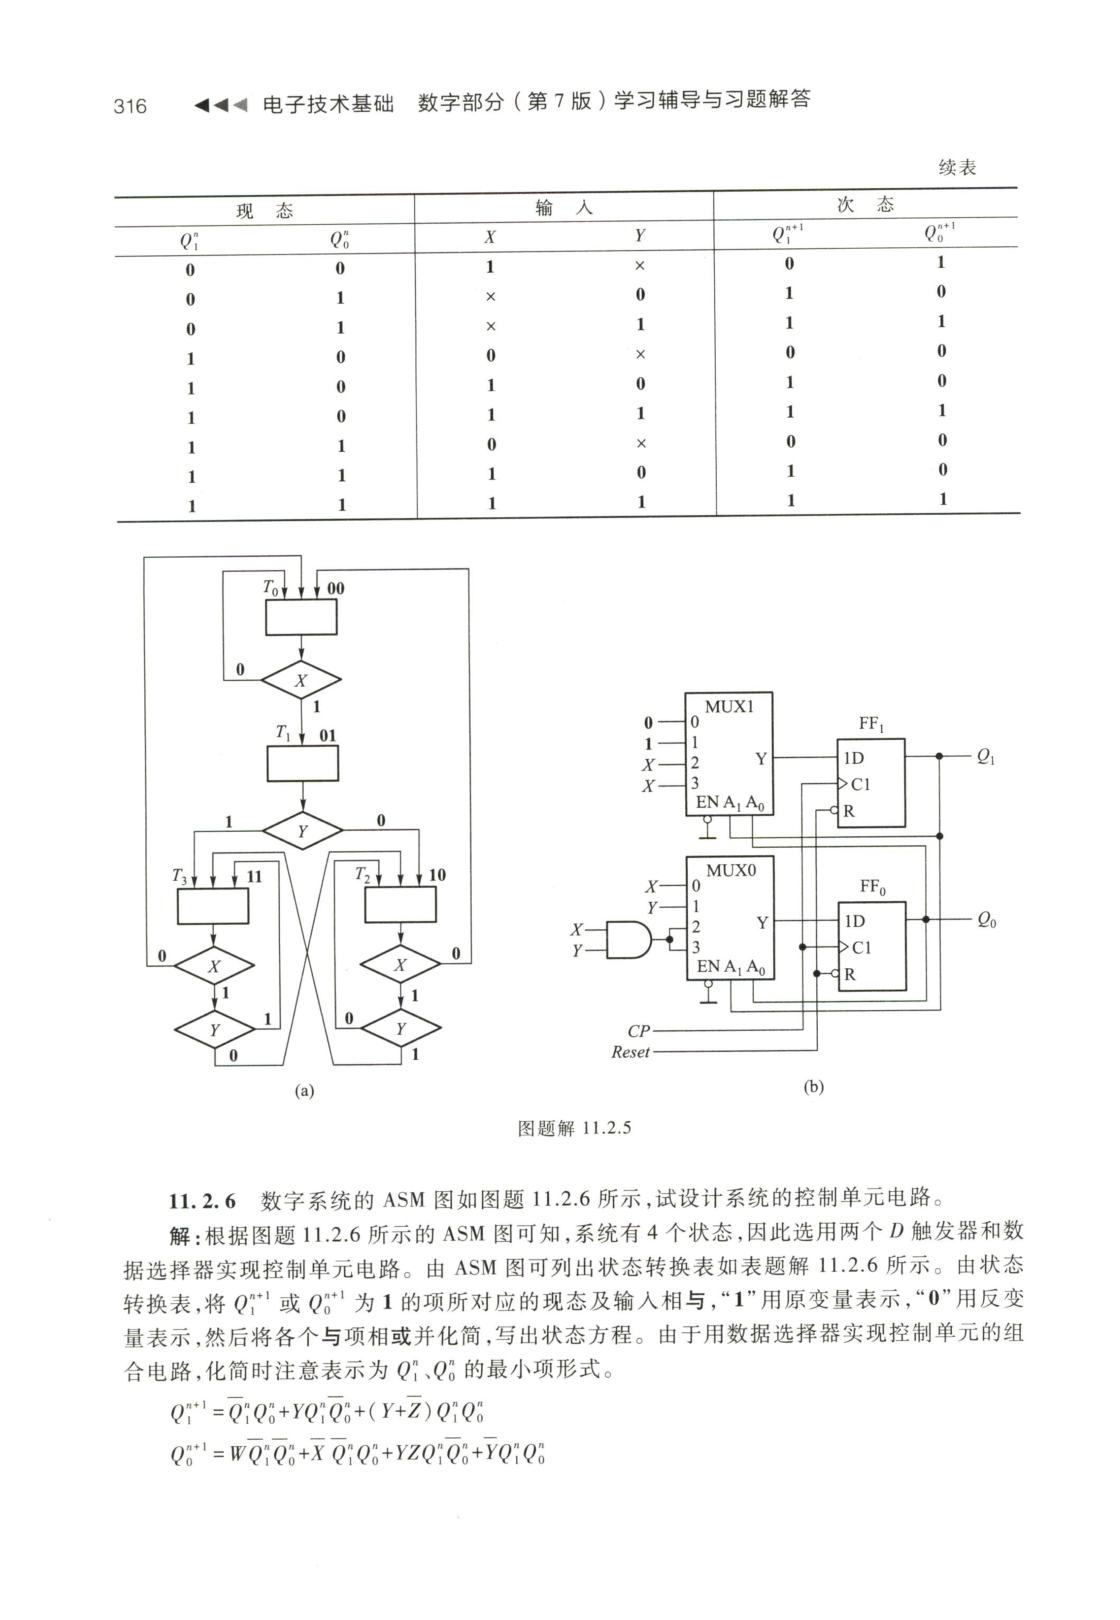 316 ◀◀◀ 电子技术基础 数字部分(第7版)学习辅导与习题解答
续表
现 态 输 入 次 态
Q₁ⁿ Q₀ⁿ X Y Q₁ⁿ⁺¹ Q₀ⁿ⁺¹
0 0 1 × 0 1
0 1 × 0 1 0
0 1 × 1 1 1
1 0 0 × 0 0
1 0 1 0 1 0
1 0 1 1 1 1
1 1 0 × 0 0
1 1 1 0 1 0
1 1 1 1 1 1
T₀ 00
0 X
1
T₁ 01
1 Y 0
T₃ 11 T₂ 10
0 X X 0
1 1
Y 1 0 Y
0 1
(a)
MUX1
0 0
1 1
X 2
X 3
Y
EN A₁ A₀
FF₁
1D
C1
R
Q₁
MUX0
X 0
Y 1
X 2
Y 3
Y
EN A₁ A₀
FF₀
1D
C1
R
Q₀
CP
Reset
(b)
图题解 11.2.5
11.2.6 数字系统的 ASM 图如图题 11.2.6 所示,试设计系统的控制单元电路。
解:根据图题 11.2.6 所示的 ASM 图可知,系统有 4 个状态,因此选用两个 D 触发器和数
据选择器实现控制单元电路。由 ASM 图可列出状态转换表如表题解 11.2.6 所示。由状态
转换表,将 Q₁ⁿ⁺¹ 或 Q₀ⁿ⁺¹ 为 1 的项所对应的现态及输入相与,“1”用原变量表示,“0”用反变
量表示,然后将各个与项相或并化简,写出状态方程。由于用数据选择器实现控制单元的组
合电路,化简时注意表示为 Q₁ⁿ、Q₀ⁿ 的最小项形式。
Q₁ⁿ⁺¹ = Q̅₁ⁿQ₀ⁿ+YQ₁ⁿQ̅₀ⁿ+(Y+Z̅)Q₁ⁿQ₀ⁿ
Q₀ⁿ⁺¹ = WQ̅₁ⁿQ̅₀ⁿ+X̅ Q̅₁ⁿQ₀ⁿ+YZQ₁ⁿQ̅₀ⁿ+Y̅Q₁ⁿQ₀ⁿ